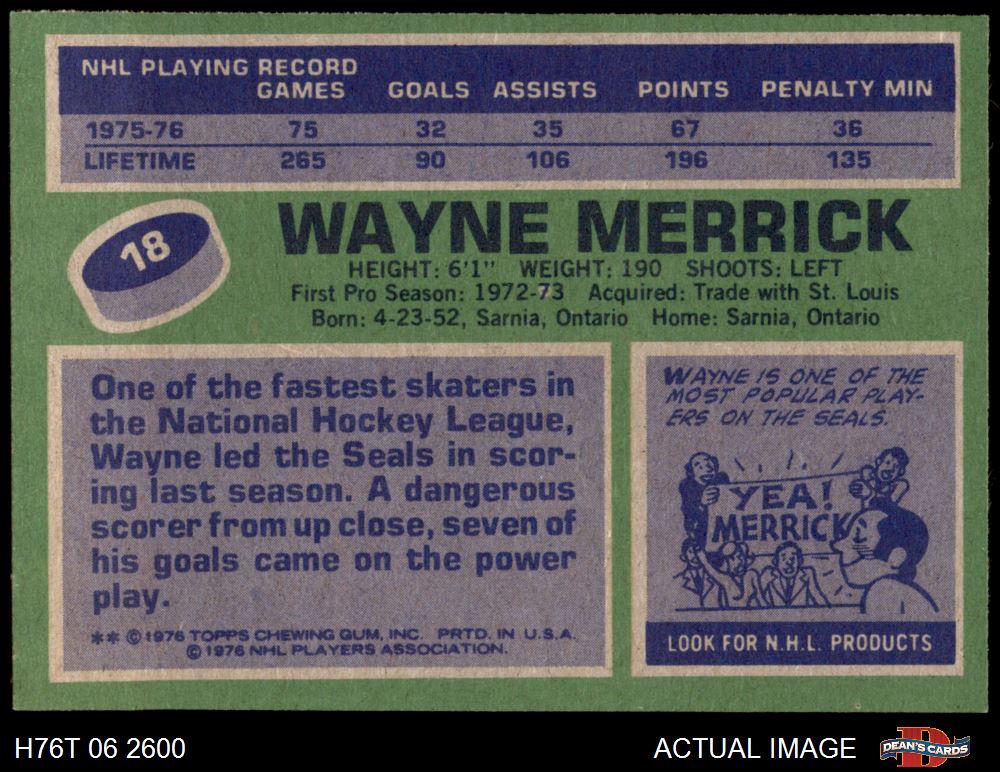 NHL PLAYING RECORD
GAMES GOALS ASSISTS POINTS PENALTY MIN
1975-76 75 32 35 67 36
LIFETIME 265 90 106 196 135
18
WAYNE MERRICK
HEIGHT: 6'1" WEIGHT: 190 SHOOTS: LEFT
First Pro Season: 1972-73 Acquired: Trade with St. Louis
Born: 4-23-52, Sarnia, Ontario Home: Sarnia, Ontario
One of the fastest skaters in
the National Hockey League,
Wayne led the Seals in scor-
ing last season. A dangerous
scorer from up close, seven of
his goals came on the power
play.
** © 1976 TOPPS CHEWING GUM, INC. PRTD. IN U.S.A.
© 1976 NHL PLAYERS ASSOCIATION.
WAYNE IS ONE OF THE
MOST POPULAR PLAY-
ERS ON THE SEALS.
YEA!
MERRICK
LOOK FOR N.H.L. PRODUCTS
H76T 06 2600
ACTUAL IMAGE
D
DEAN'S CARDS